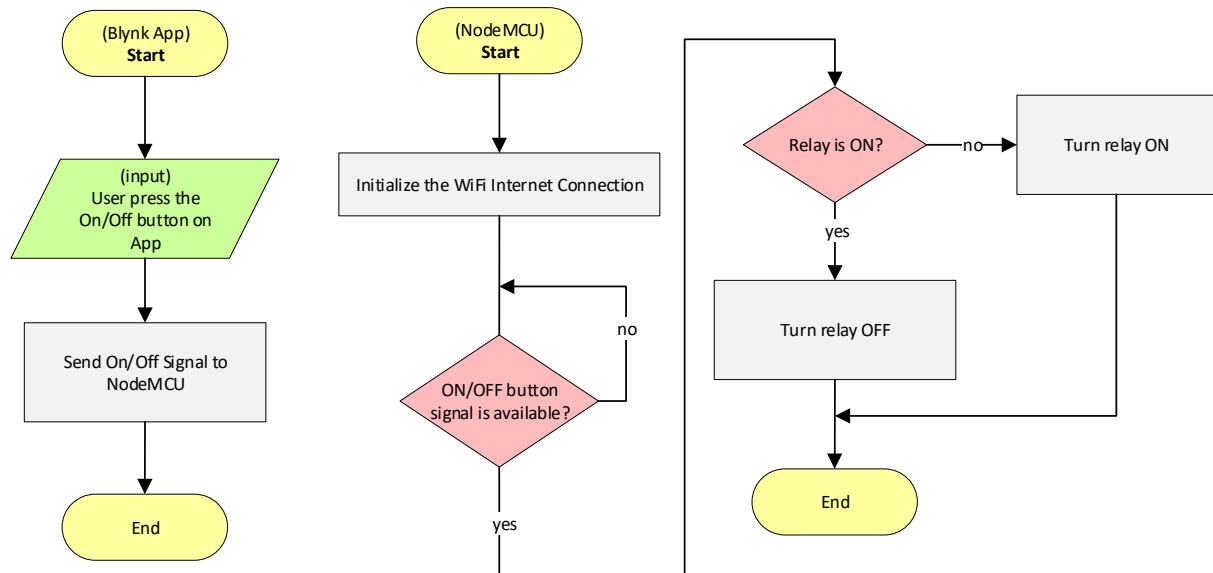 (Blynk App)
Start
(input)
User press the
On/Off button on
App
Send On/Off Signal to
NodeMCU
End
(NodeMCU)
Start
Initialize the WiFi Internet Connection
no
ON/OFF button
signal is available?
yes
Relay is ON?
no
Turn relay ON
yes
Turn relay OFF
End